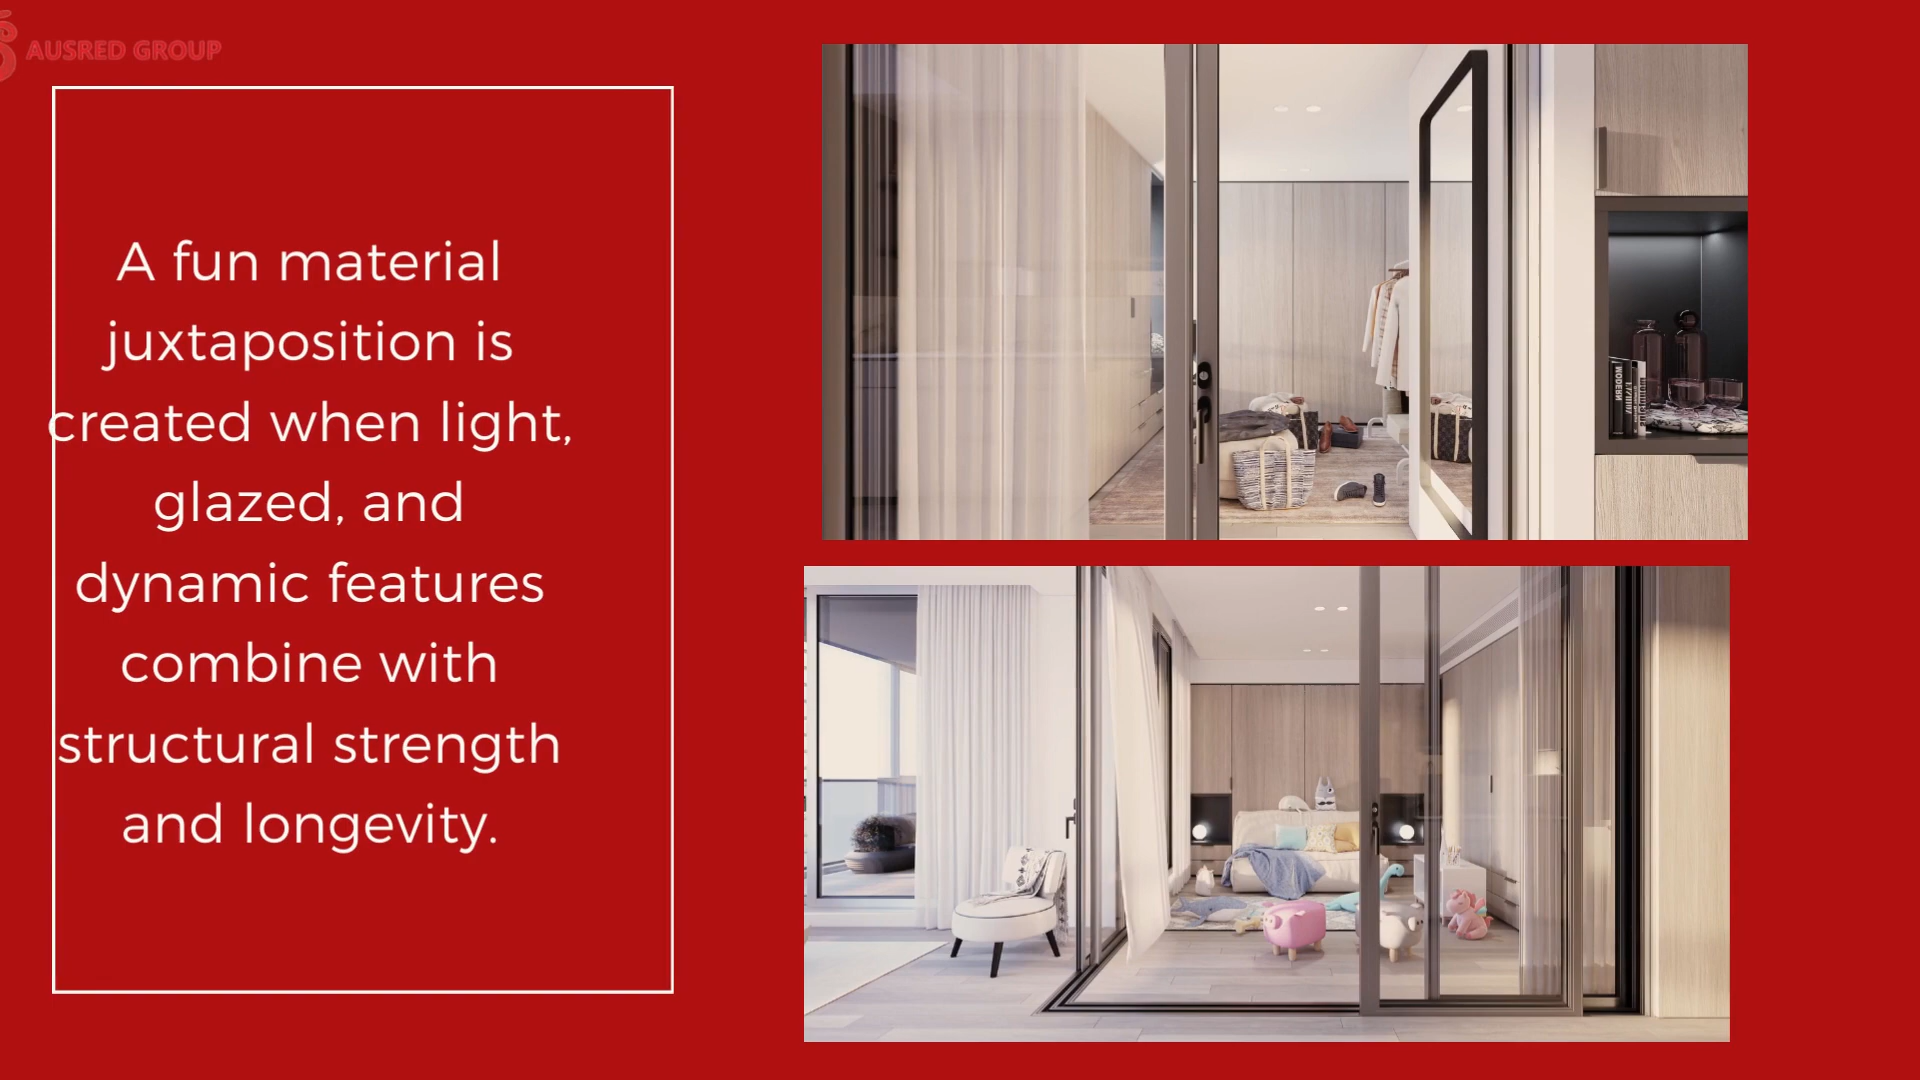 AUSRED GROUP
A fun material
juxtaposition is
created when light,
glazed, and
dynamic features
combine with
structural strength
and longevity.
MODERN